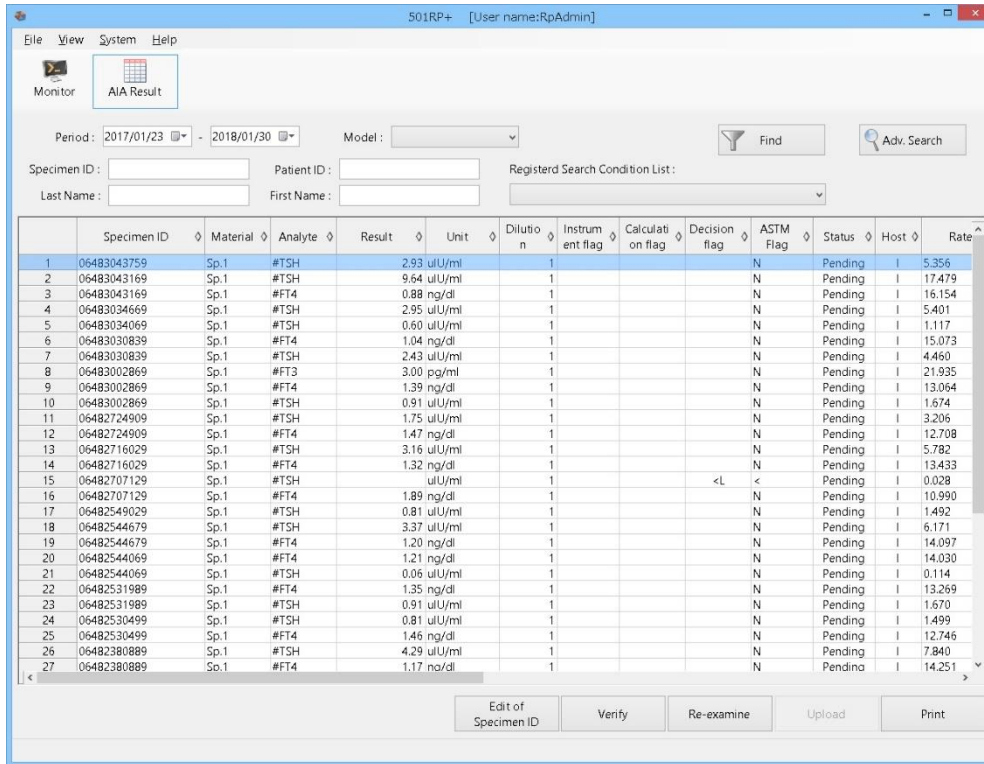 501RP+ [User name:RpAdmin]
File View System Help
Monitor AIA Result
Period : 2017/01/23 - 2018/01/30 Model : Find Adv. Search
Specimen ID : Patient ID : Registerd Search Condition List :
Last Name : First Name :
Specimen ID Material Analyte Result Unit Dilutio n Instrum ent flag Calculati on flag Decision flag ASTM Flag Status Host Rate
1 06483043759 Sp.1 #TSH 2.93 uIU/ml 1 N Pending I 5.356
2 06483043169 Sp.1 #TSH 9.64 uIU/ml 1 N Pending I 17.479
3 06483043169 Sp.1 #FT4 0.88 ng/dl 1 N Pending I 16.154
4 06483034669 Sp.1 #TSH 2.95 uIU/ml 1 N Pending I 5.401
5 06483034069 Sp.1 #TSH 0.60 uIU/ml 1 N Pending I 1.117
6 06483030839 Sp.1 #FT4 1.04 ng/dl 1 N Pending I 15.073
7 06483030839 Sp.1 #TSH 2.43 uIU/ml 1 N Pending I 4.460
8 06483002869 Sp.1 #FT3 3.00 pg/ml 1 N Pending I 21.935
9 06483002869 Sp.1 #FT4 1.39 ng/dl 1 N Pending I 13.064
10 06483002869 Sp.1 #TSH 0.91 uIU/ml 1 N Pending I 1.674
11 06482724909 Sp.1 #TSH 1.75 uIU/ml 1 N Pending I 3.206
12 06482724909 Sp.1 #FT4 1.47 ng/dl 1 N Pending I 12.708
13 06482716029 Sp.1 #TSH 3.16 uIU/ml 1 N Pending I 5.782
14 06482716029 Sp.1 #FT4 1.32 ng/dl 1 N Pending I 13.433
15 06482707129 Sp.1 #TSH uIU/ml 1 <L < Pending I 0.028
16 06482707129 Sp.1 #FT4 1.89 ng/dl 1 N Pending I 10.990
17 06482549029 Sp.1 #TSH 0.81 uIU/ml 1 N Pending I 1.492
18 06482544679 Sp.1 #TSH 3.37 uIU/ml 1 N Pending I 6.171
19 06482544679 Sp.1 #FT4 1.20 ng/dl 1 N Pending I 14.097
20 06482544069 Sp.1 #FT4 1.21 ng/dl 1 N Pending I 14.030
21 06482544069 Sp.1 #TSH 0.06 uIU/ml 1 N Pending I 0.114
22 06482531989 Sp.1 #FT4 1.35 ng/dl 1 N Pending I 13.269
23 06482531989 Sp.1 #TSH 0.91 uIU/ml 1 N Pending I 1.670
24 06482530499 Sp.1 #TSH 0.81 uIU/ml 1 N Pending I 1.499
25 06482530499 Sp.1 #FT4 1.46 ng/dl 1 N Pending I 12.746
26 06482380889 Sp.1 #TSH 4.29 uIU/ml 1 N Pending I 7.840
27 06482380889 Sp.1 #FT4 1.17 ng/dl 1 N Pending I 14.251
Edit of Specimen ID Verify Re-examine Upload Print